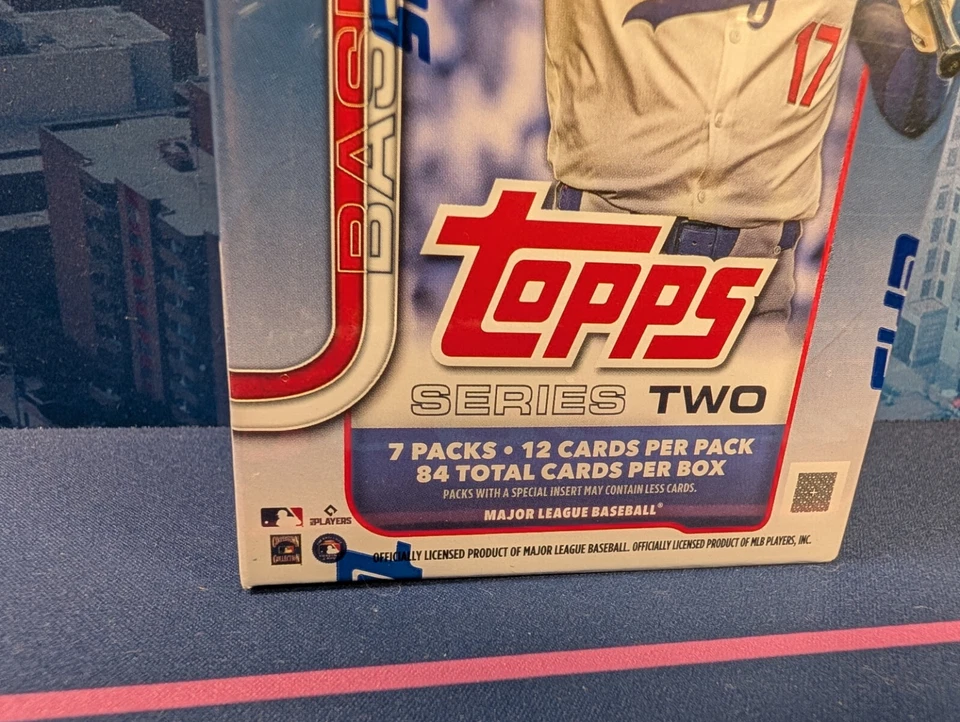 17
TOPPS
SERIES TWO
7 PACKS • 12 CARDS PER PACK
84 TOTAL CARDS PER BOX
PACKS WITH A SPECIAL INSERT MAY CONTAIN LESS CARDS.
MAJOR LEAGUE BASEBALL®
PLAYERS
OFFICIALLY LICENSED PRODUCT OF MAJOR LEAGUE BASEBALL. OFFICIALLY LICENSED PRODUCT OF MLB PLAYERS, INC.